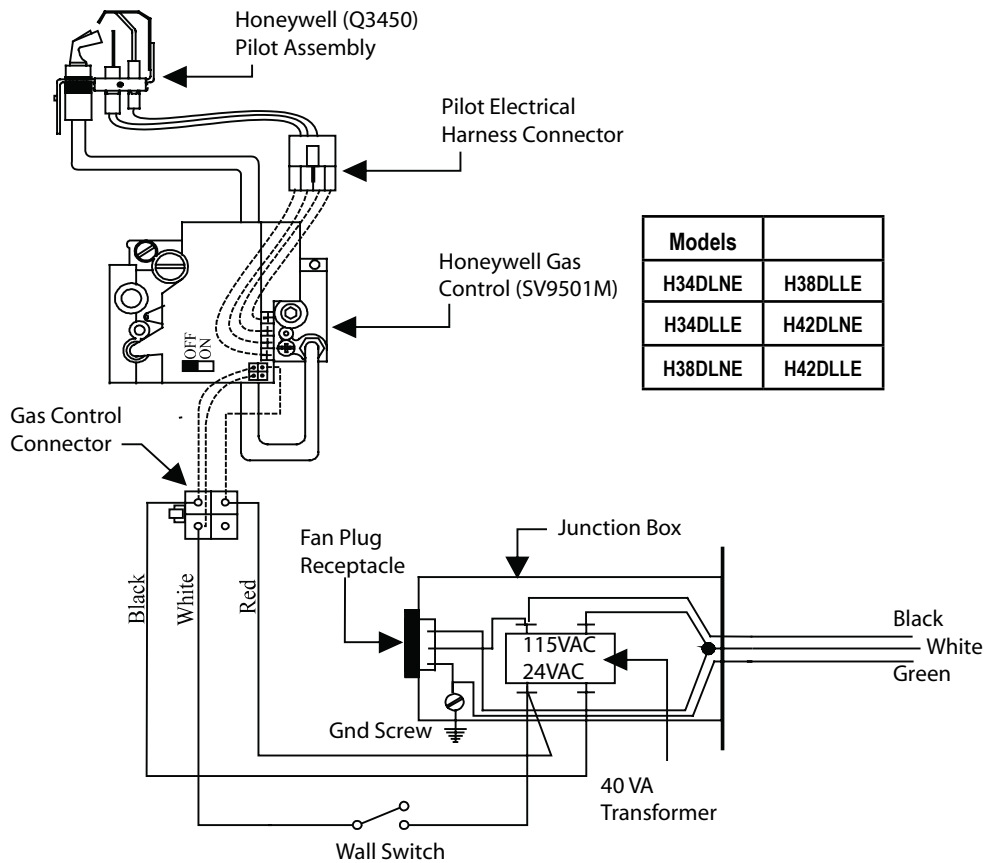 Honeywell (Q3450)
Pilot Assembly
Pilot Electrical
Harness Connector
Honeywell Gas
Control (SV9501M)
Models
H34DLNE H38DLLE
H34DLLE H42DLNE
H38DLNE H42DLLE
OFF
ON
Gas Control
Connector
Black
White
Red
Fan Plug
Receptacle
Junction Box
115VAC
24VAC
Black
White
Green
Gnd Screw
40 VA
Transformer
Wall Switch